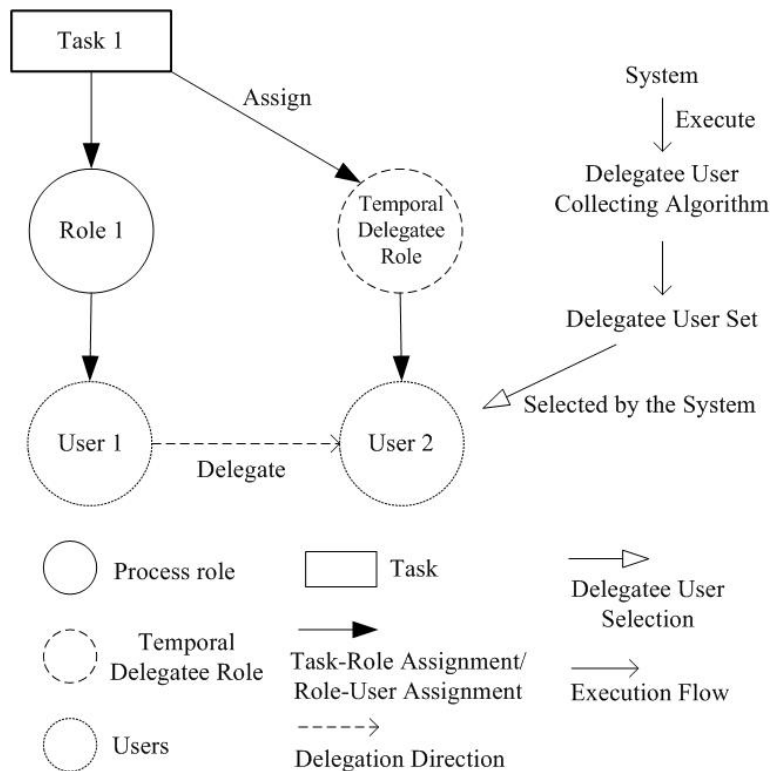 Task 1
Assign
System
Execute
Delegatee User
Collecting Algorithm
Role 1
Temporal
Delegatee
Role
Delegatee User Set
Selected by the System
User 1
Delegate
User 2
Process role
Task
Delegatee User
Selection
Temporal
Delegatee Role
Task-Role Assignment/
Role-User Assignment
Execution Flow
Users
Delegation Direction